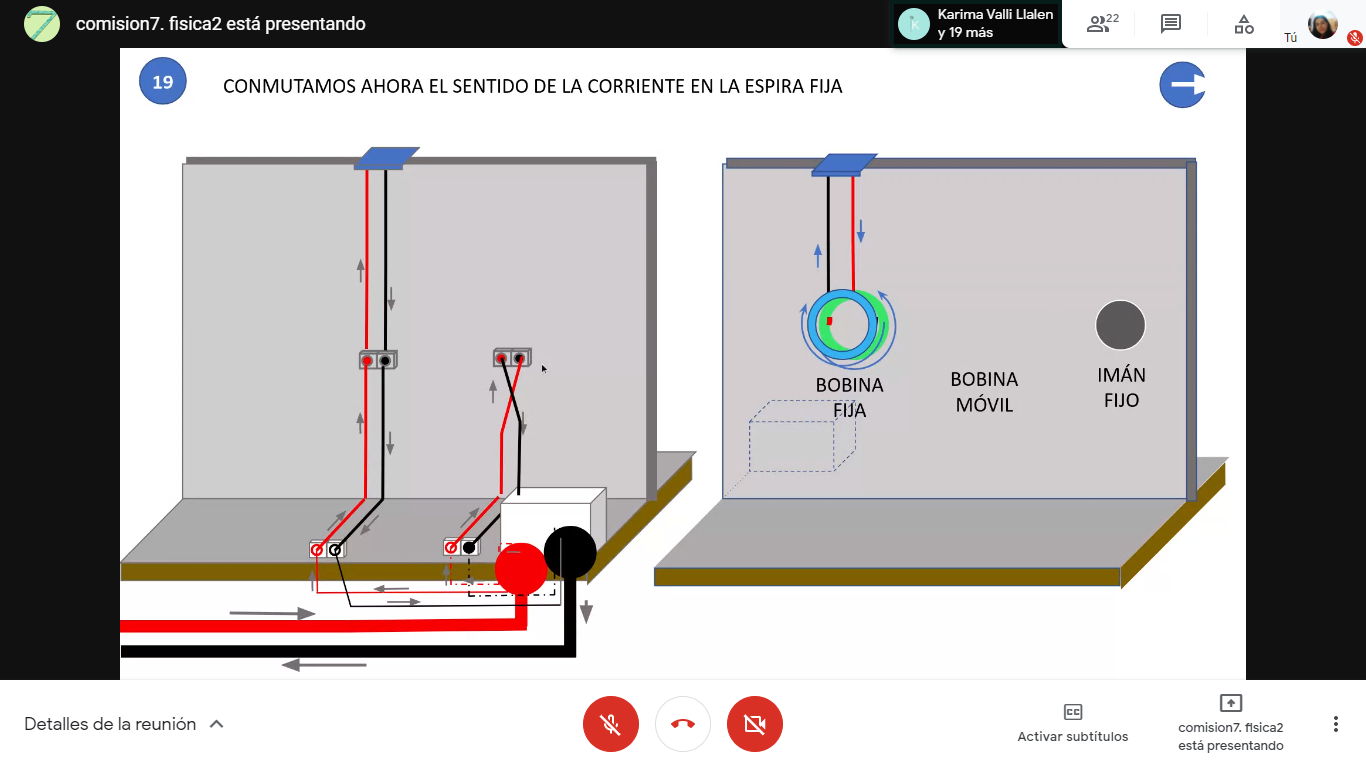 7
comision7. fisica2 está presentando
k
Karima Valli Llalen
y 19 más
22
Tú
19
CONMUTAMOS AHORA EL SENTIDO DE LA CORRIENTE EN LA ESPIRA FIJA
BOBINA
FIJA
BOBINA
MÓVIL
IMÁN
FIJO
Detalles de la reunión
CC
Activar subtítulos
comision7. fisica2
está presentando